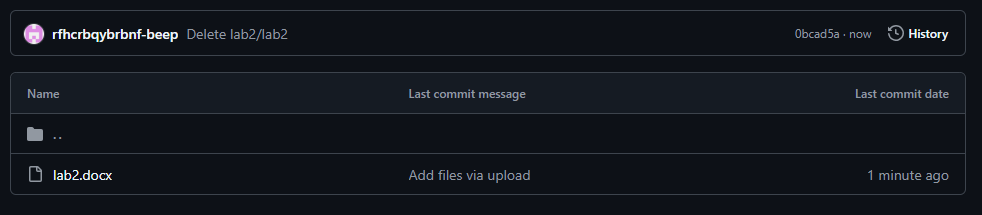 rfhcrbqybrbnf-beep Delete lab2/lab2 0bcad5a · now History
Name Last commit message Last commit date
..
lab2.docx Add files via upload 1 minute ago